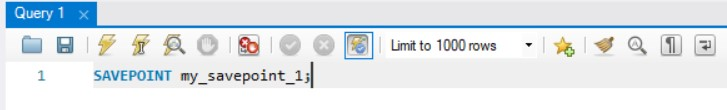 Query 1
Limit to 1000 rows
1 SAVEPOINT my_savepoint_1;